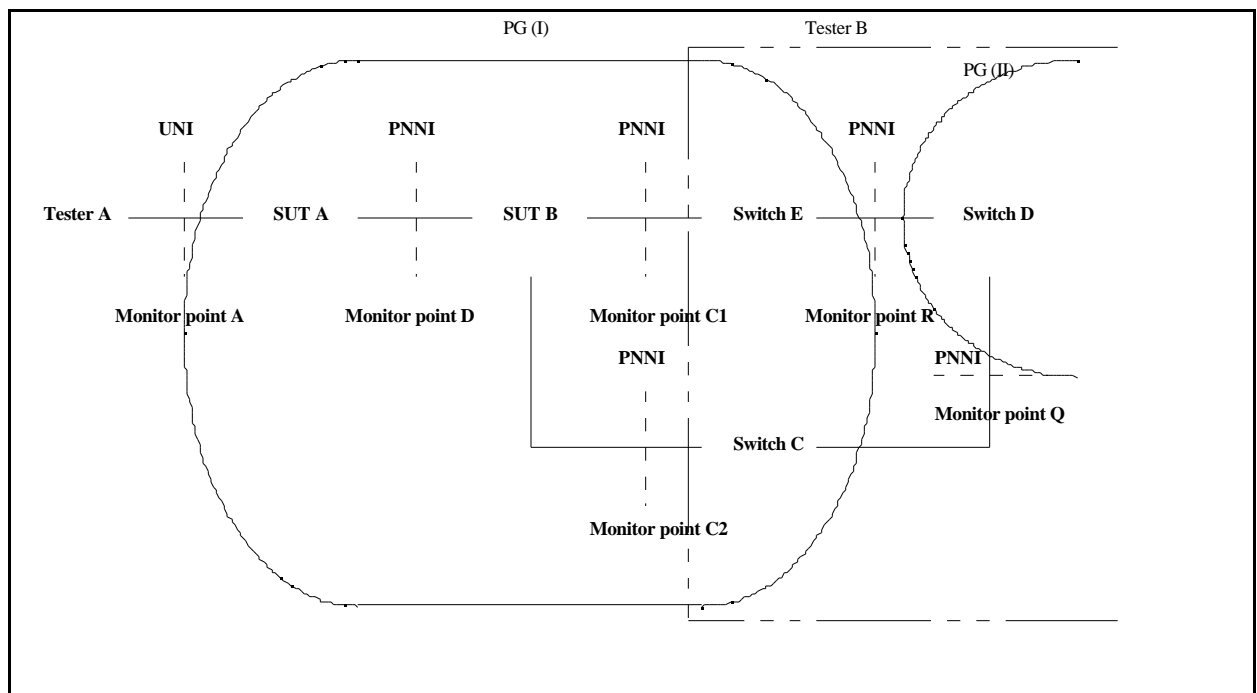 PG (I)
Tester B
PG (II)
UNI
PNNI
PNNI
PNNI
Tester A
SUT A
SUT B
Switch E
Switch D
Monitor point A
Monitor point D
Monitor point C1
Monitor point R
PNNI
PNNI
Monitor point Q
Switch C
Monitor point C2